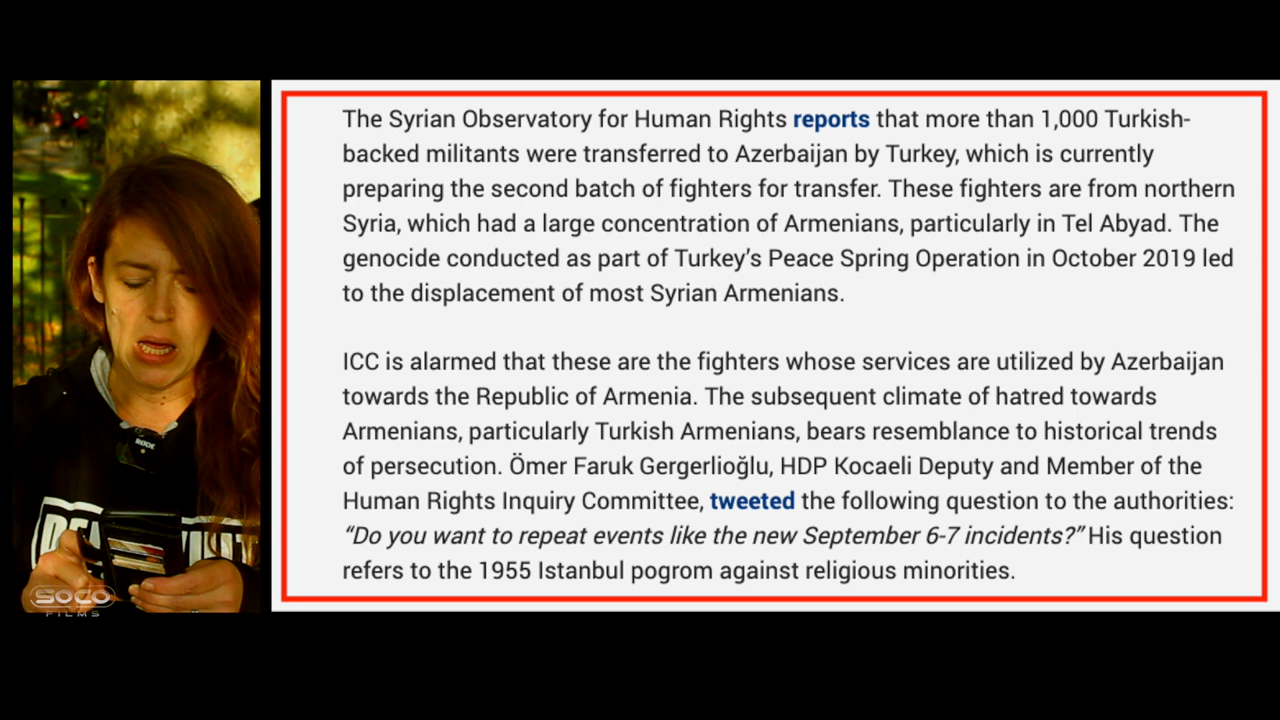 The Syrian Observatory for Human Rights reports that more than 1,000 Turkish-
backed militants were transferred to Azerbaijan by Turkey, which is currently
preparing the second batch of fighters for transfer. These fighters are from northern
Syria, which had a large concentration of Armenians, particularly in Tel Abyad. The
genocide conducted as part of Turkey’s Peace Spring Operation in October 2019 led
to the displacement of most Syrian Armenians.
ICC is alarmed that these are the fighters whose services are utilized by Azerbaijan
towards the Republic of Armenia. The subsequent climate of hatred towards
Armenians, particularly Turkish Armenians, bears resemblance to historical trends
of persecution. Ömer Faruk Gergerlioğlu, HDP Kocaeli Deputy and Member of the
Human Rights Inquiry Committee, tweeted the following question to the authorities:
“Do you want to repeat events like the new September 6-7 incidents?” His question
refers to the 1955 Istanbul pogrom against religious minorities.
RODE
SOCO
FILMS